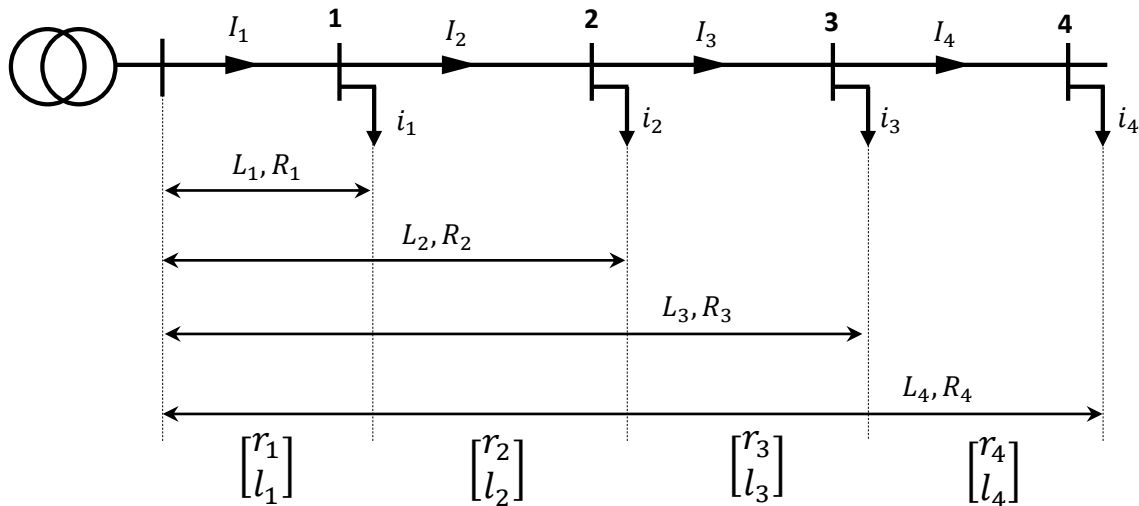 1 2 3 4
I₁ I₂ I₃ I₄
i₁ i₂ i₃ i₄
L₁, R₁
L₂, R₂
L₃, R₃
L₄, R₄
[r₁ [r₂ [r₃ [r₄
l₁] l₂] l₃] l₄]